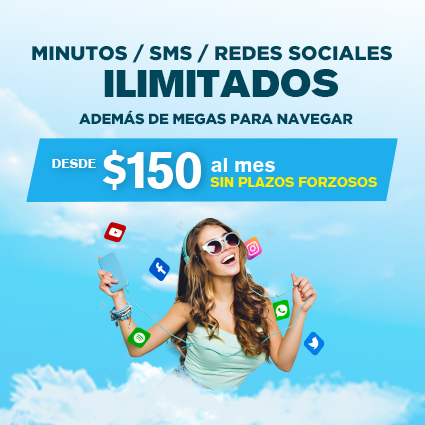 MINUTOS / SMS / REDES SOCIALES
ILIMITADOS
ADEMÁS DE MEGAS PARA NAVEGAR
DESDE $150 al mes
SIN PLAZOS FORZOSOS